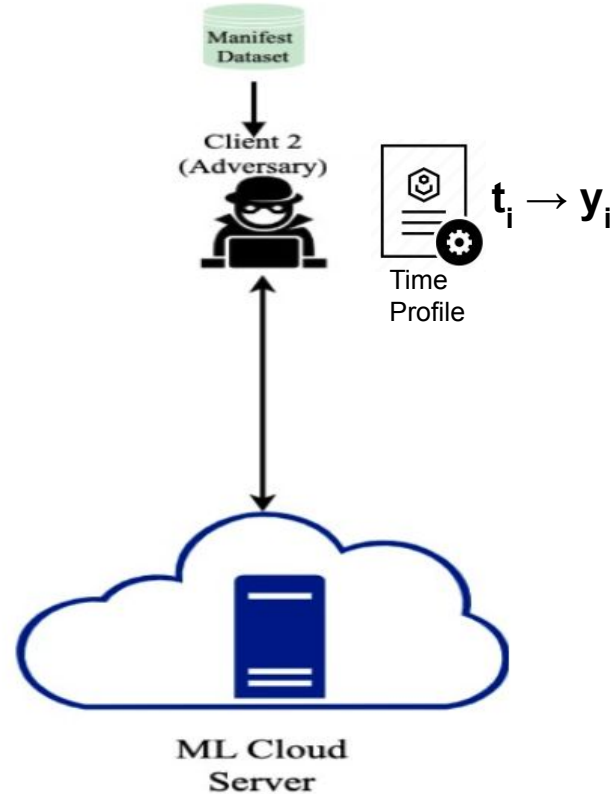 Manifest
Dataset
Client 2
(Adversary)
tᵢ → yᵢ
Time
Profile
ML Cloud
Server